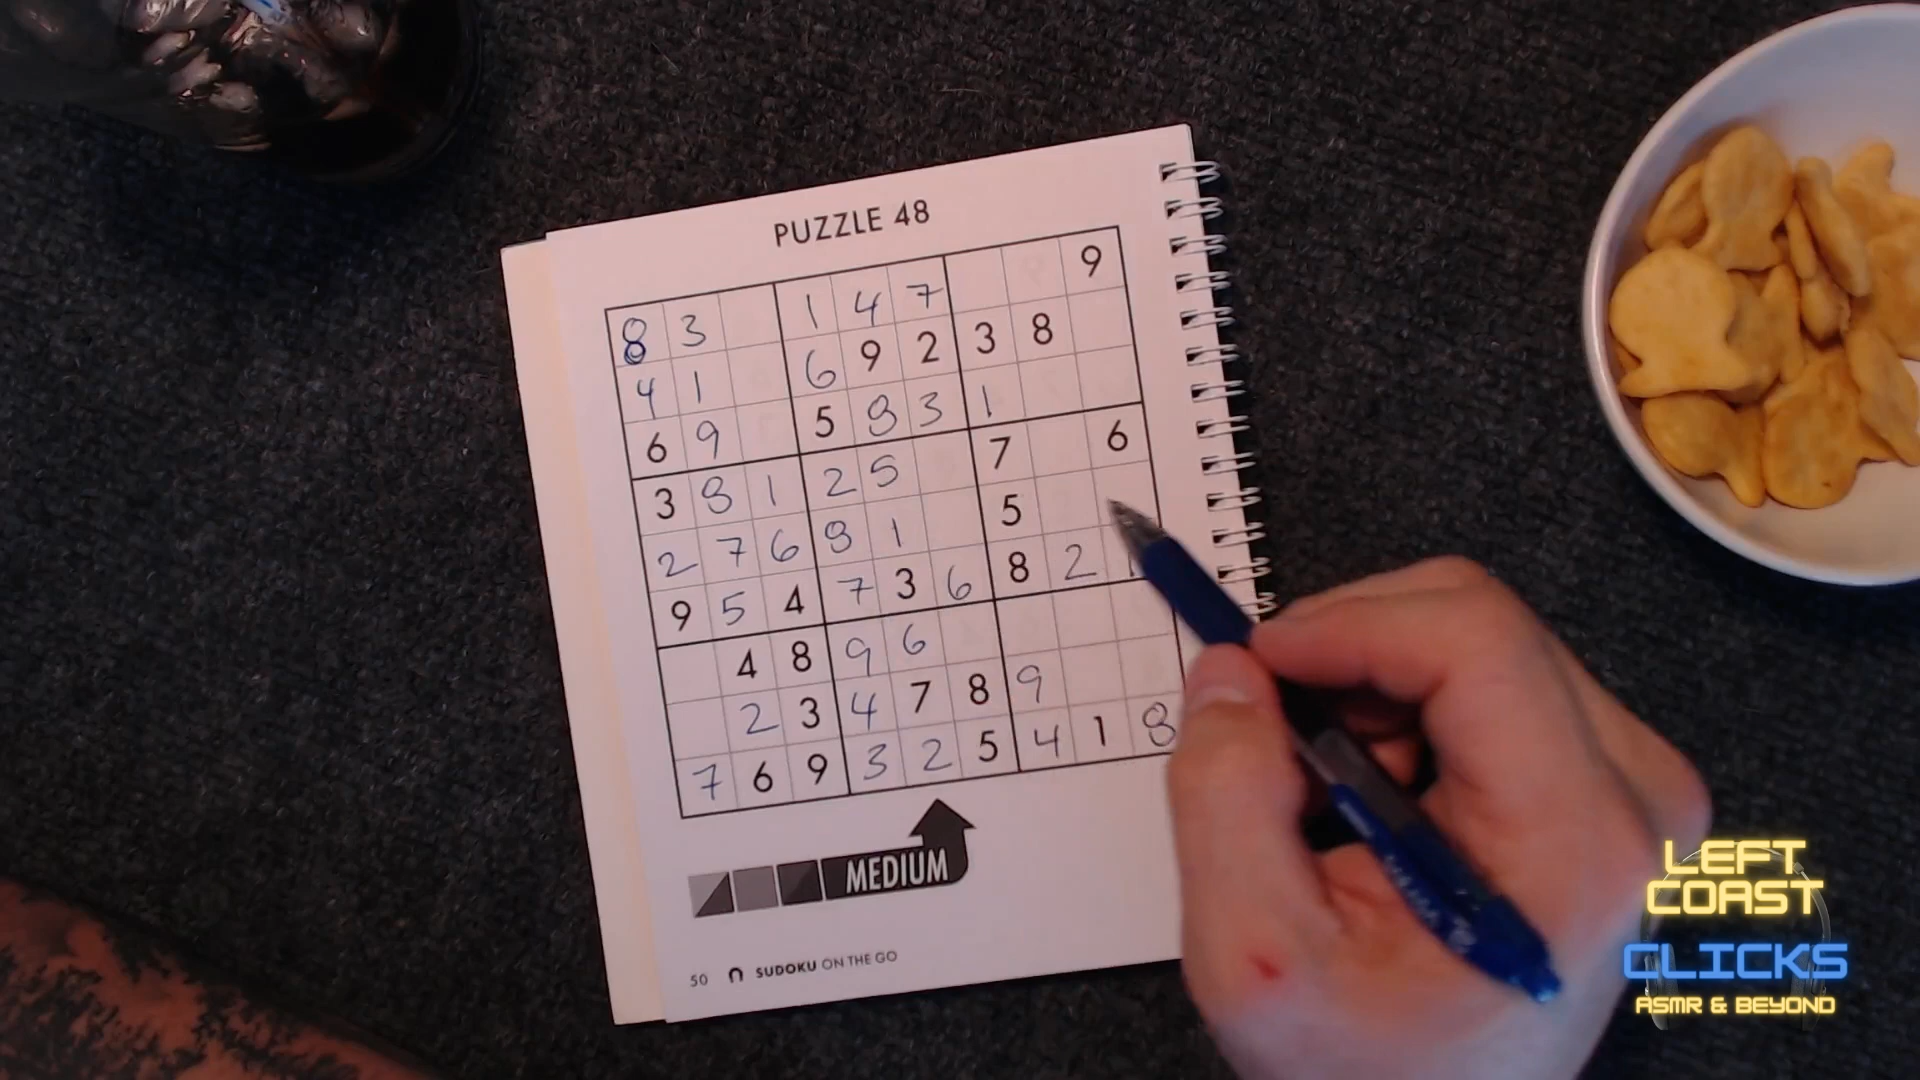 PUZZLE 48
8 3 1 4 7 9
4 1 6 9 2 3 8
6 9 5 8 3 1
3 8 1 2 5 7 6
2 7 6 8 1 5
9 5 4 7 3 6 8 2
4 8 9 6
2 3 4 7 8 9
7 6 9 3 2 5 4 1 8
MEDIUM
50 SUDOKU ON THE GO
LEFT
COAST
CLICKS
ASMR & BEYOND